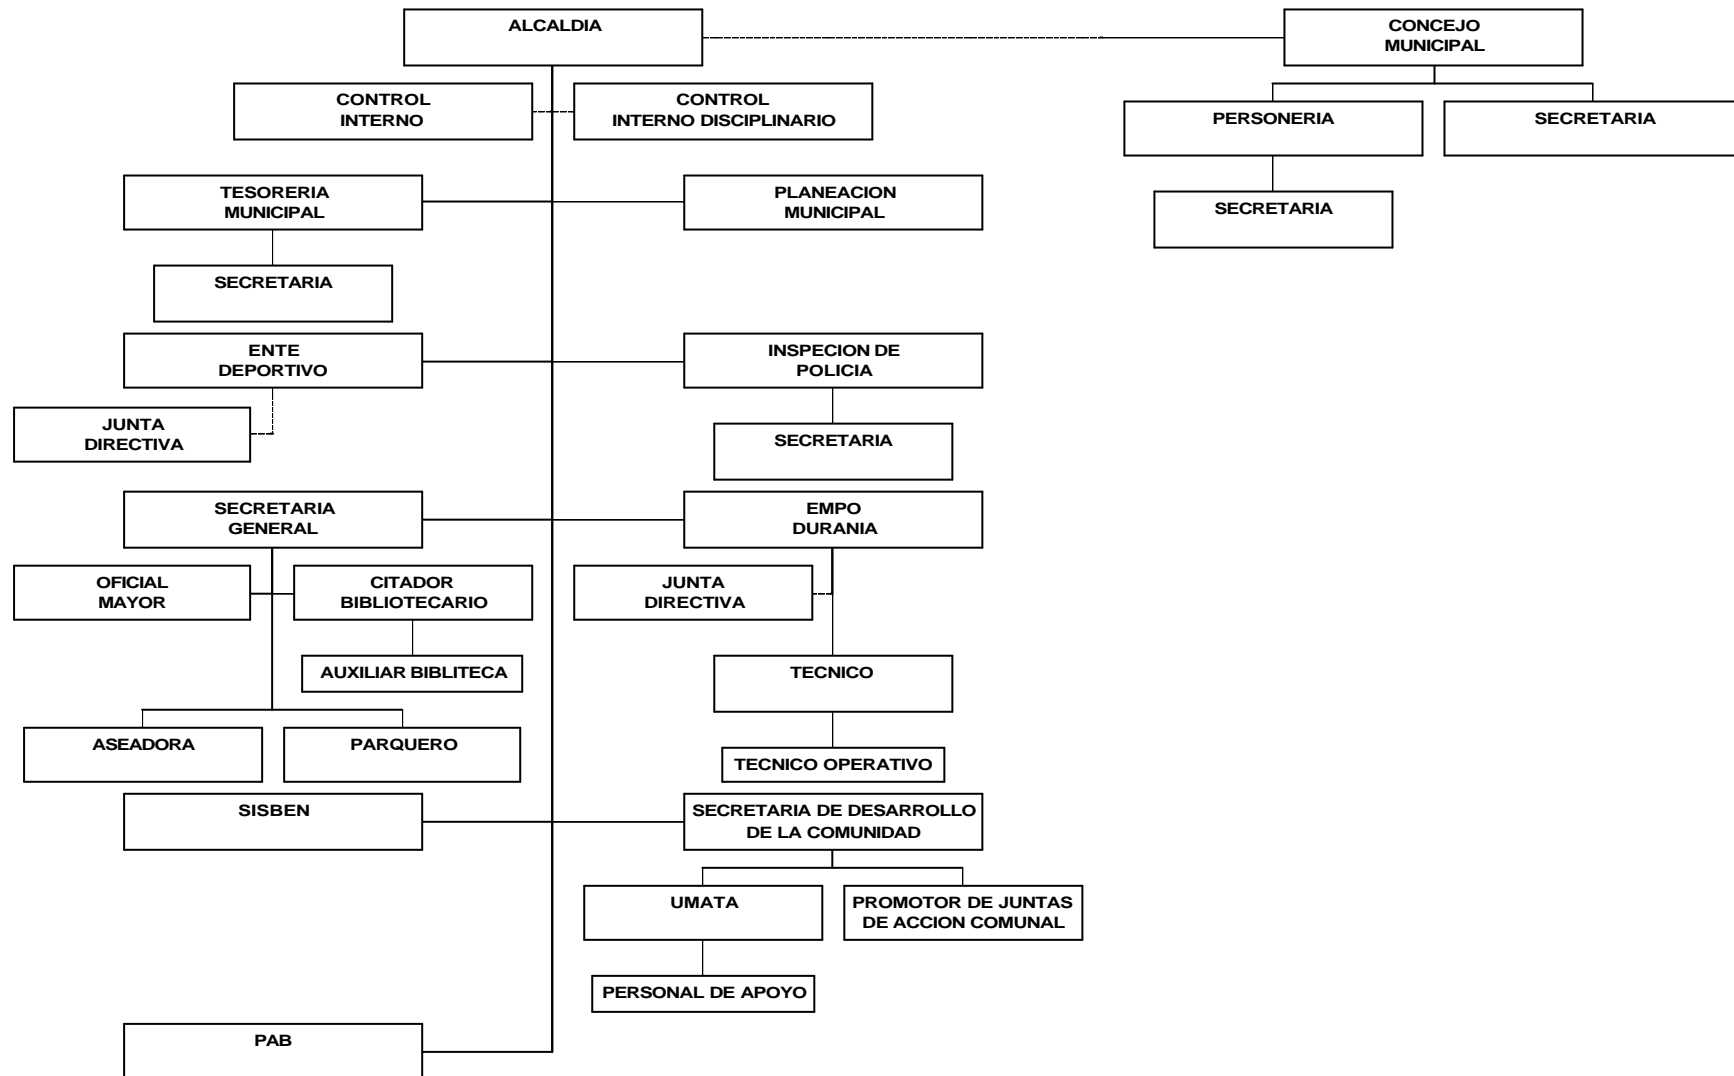 ALCALDIA
CONCEJO
MUNICIPAL
CONTROL
INTERNO
CONTROL
INTERNO DISCIPLINARIO
PERSONERIA
SECRETARIA
TESORERIA
MUNICIPAL
PLANEACION
MUNICIPAL
SECRETARIA
SECRETARIA
ENTE
DEPORTIVO
INSPECION DE
POLICIA
JUNTA
DIRECTIVA
SECRETARIA
SECRETARIA
GENERAL
EMPO
DURANIA
OFICIAL
MAYOR
CITADOR
BIBLIOTECARIO
JUNTA
DIRECTIVA
AUXILIAR BIBLITECA
TECNICO
ASEADORA
PARQUERO
TECNICO OPERATIVO
SISBEN
SECRETARIA DE DESARROLLO
DE LA COMUNIDAD
UMATA
PROMOTOR DE JUNTAS
DE ACCION COMUNAL
PERSONAL DE APOYO
PAB